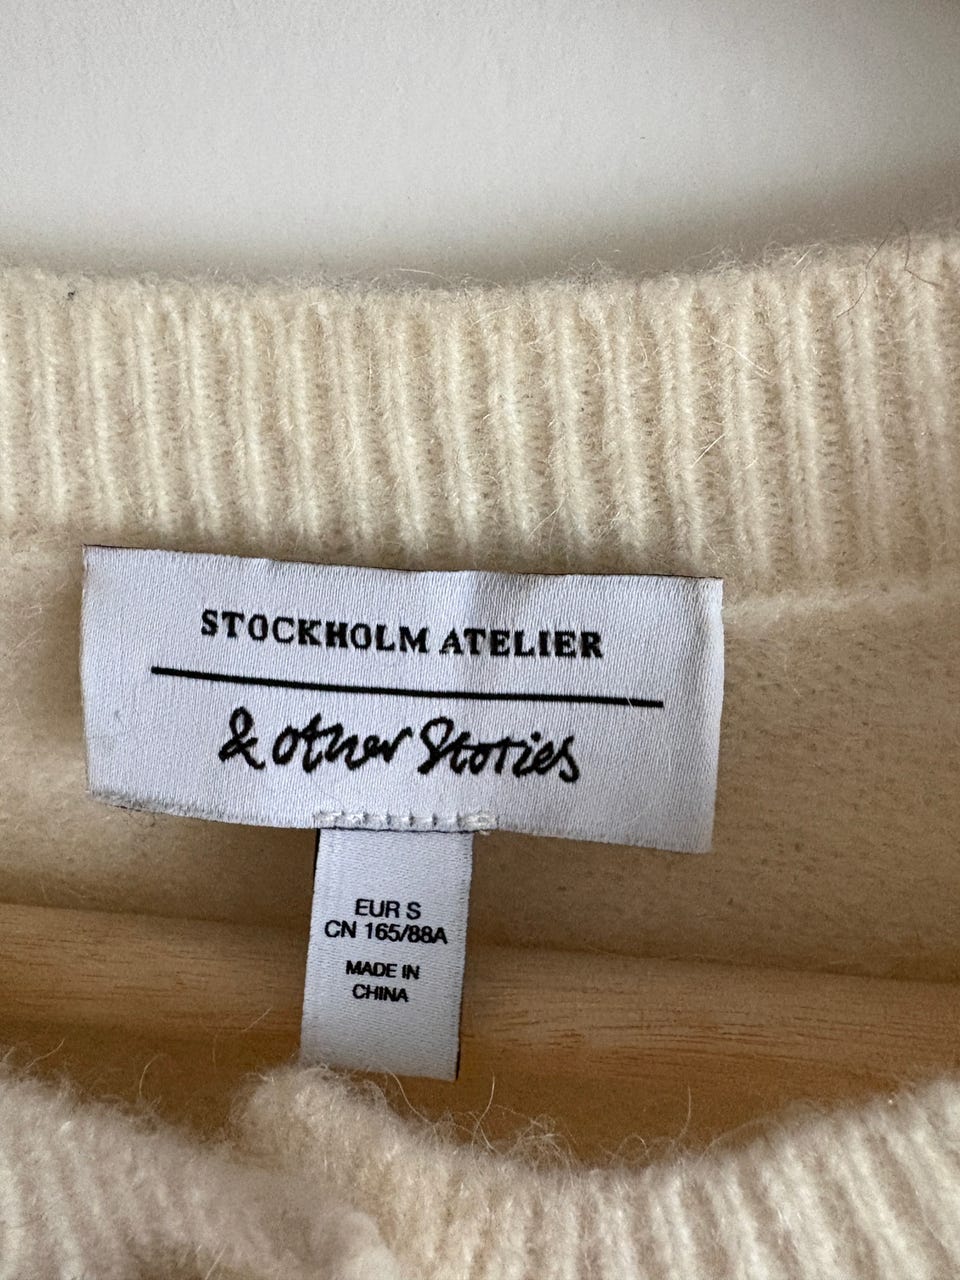 STOCKHOLM ATELIER
& other Stories
EUR S
CN 165/88A
MADE IN
CHINA